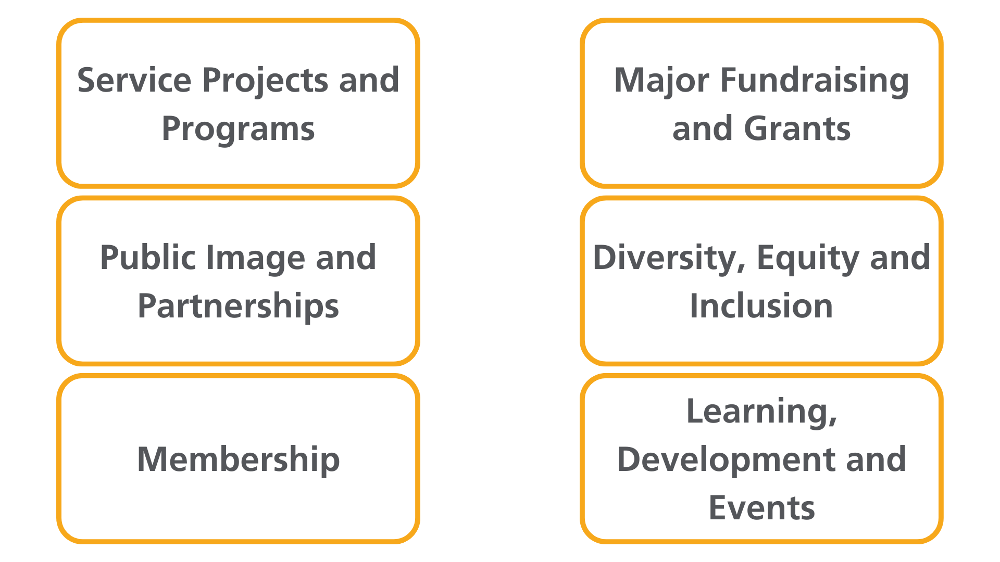 Service Projects and
Programs
Public Image and
Partnerships
Membership
Major Fundraising
and Grants
Diversity, Equity and
Inclusion
Learning,
Development and
Events